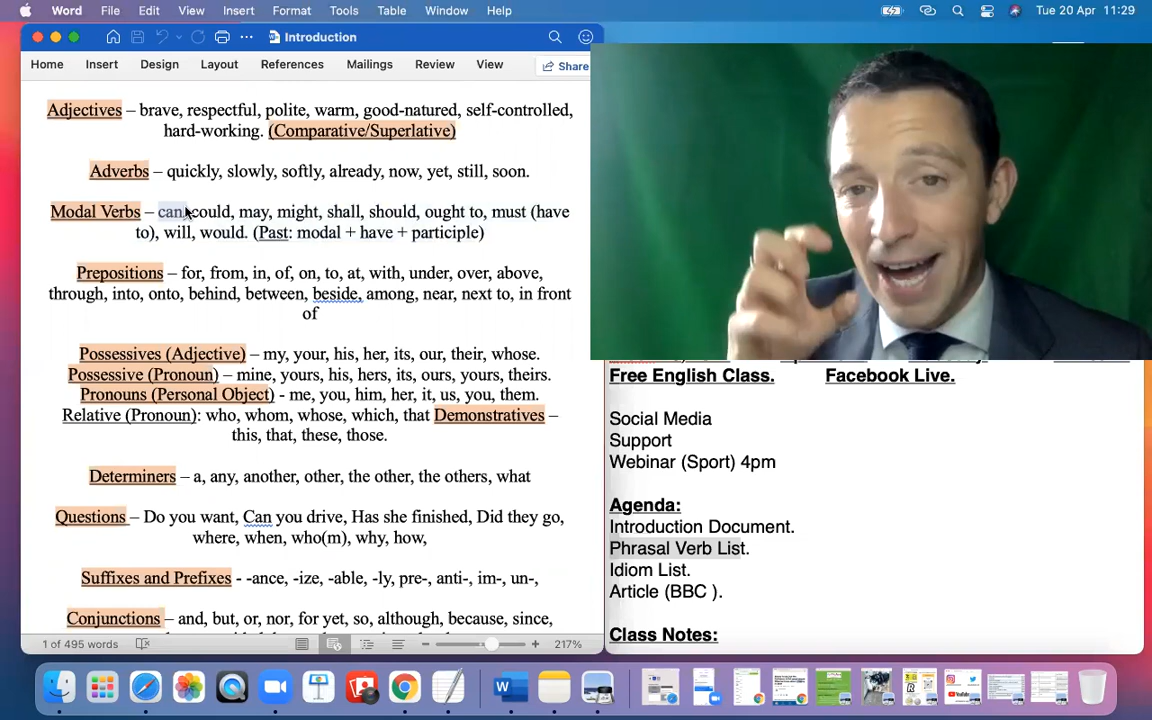 Word File Edit View Insert Format Tools Table Window Help Tue 20 Apr 11:29
Introduction
Home Insert Design Layout References Mailings Review View Share
Adjectives – brave, respectful, polite, warm, good-natured, self-controlled,
hard-working. (Comparative/Superlative)
Adverbs – quickly, slowly, softly, already, now, yet, still, soon.
Modal Verbs – can, could, may, might, shall, should, ought to, must (have
to), will, would. (Past: modal + have + participle)
Prepositions – for, from, in, of, on, to, at, with, under, over, above,
through, into, onto, behind, between, beside, among, near, next to, in front
of
Possessives (Adjective) – my, your, his, her, its, our, their, whose.
Possessive (Pronoun) – mine, yours, his, hers, its, ours, yours, theirs.
Pronouns (Personal Object) - me, you, him, her, it, us, you, them.
Relative (Pronoun): who, whom, whose, which, that Demonstratives –
this, that, these, those.
Determiners – a, any, another, other, the other, the others, what
Questions – Do you want, Can you drive, Has she finished, Did they go,
where, when, who(m), why, how,
Suffixes and Prefixes - -ance, -ize, -able, -ly, pre-, anti-, im-, un-,
Conjunctions – and, but, or, nor, for yet, so, although, because, since,
1 of 495 words 217%
Free English Class. Facebook Live.
Social Media
Support
Webinar (Sport) 4pm
Agenda:
Introduction Document.
Phrasal Verb List.
Idiom List.
Article (BBC ).
Class Notes: